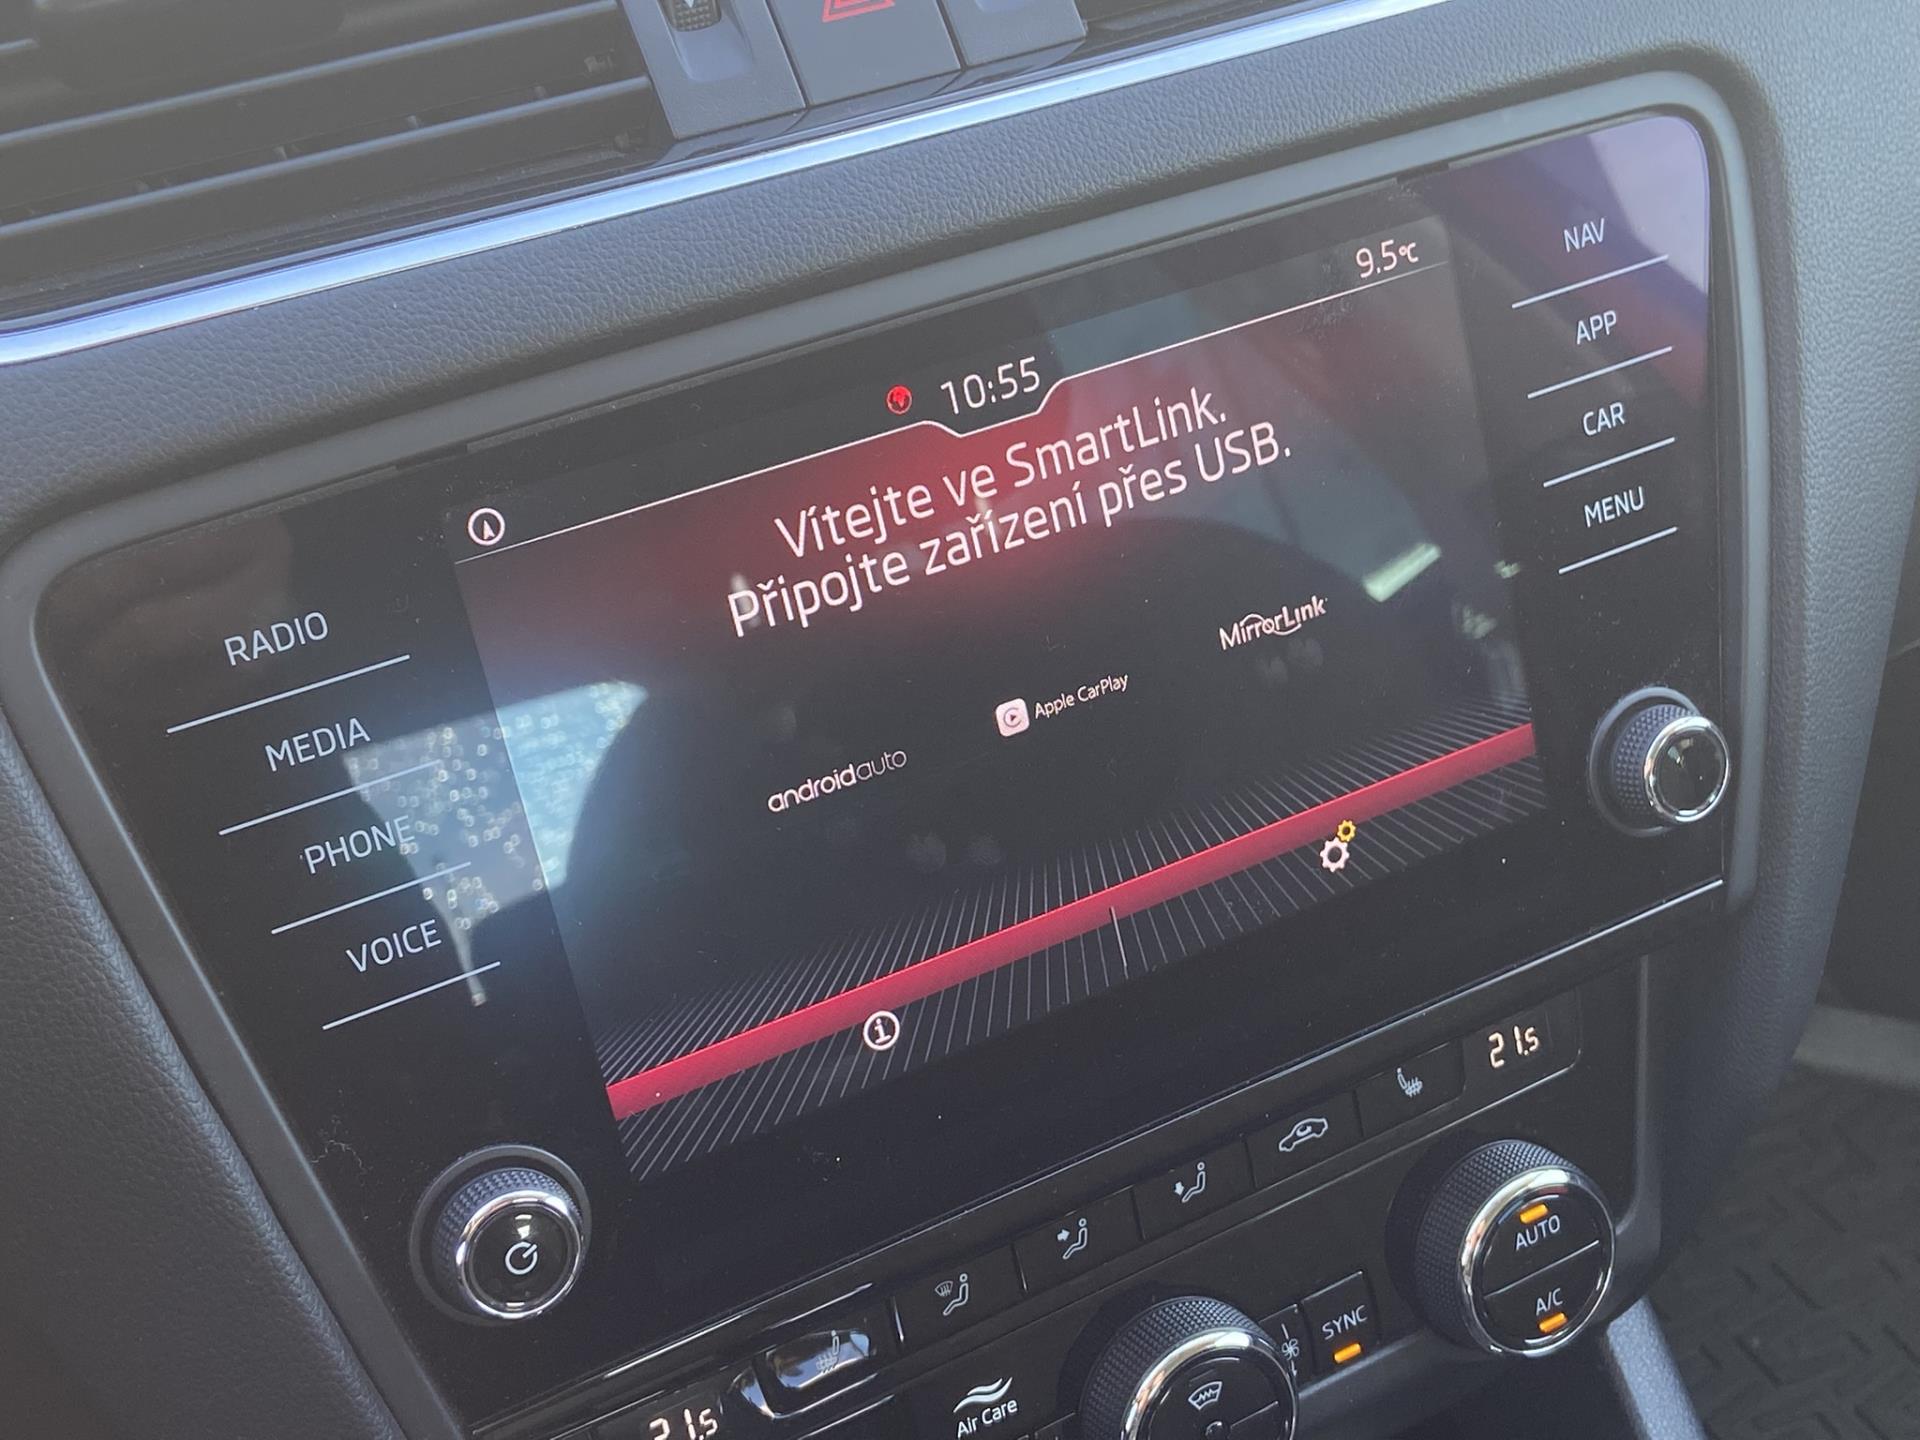 9.5°C
10:55
Vítejte ve SmartLink.
Připojte zařízení přes USB.
androidauto
Apple CarPlay
MirrorLink
RADIO
MEDIA
PHONE
VOICE
NAV
APP
CAR
MENU
21.5
21.5
AUTO
A/C
SYNC
Air Care